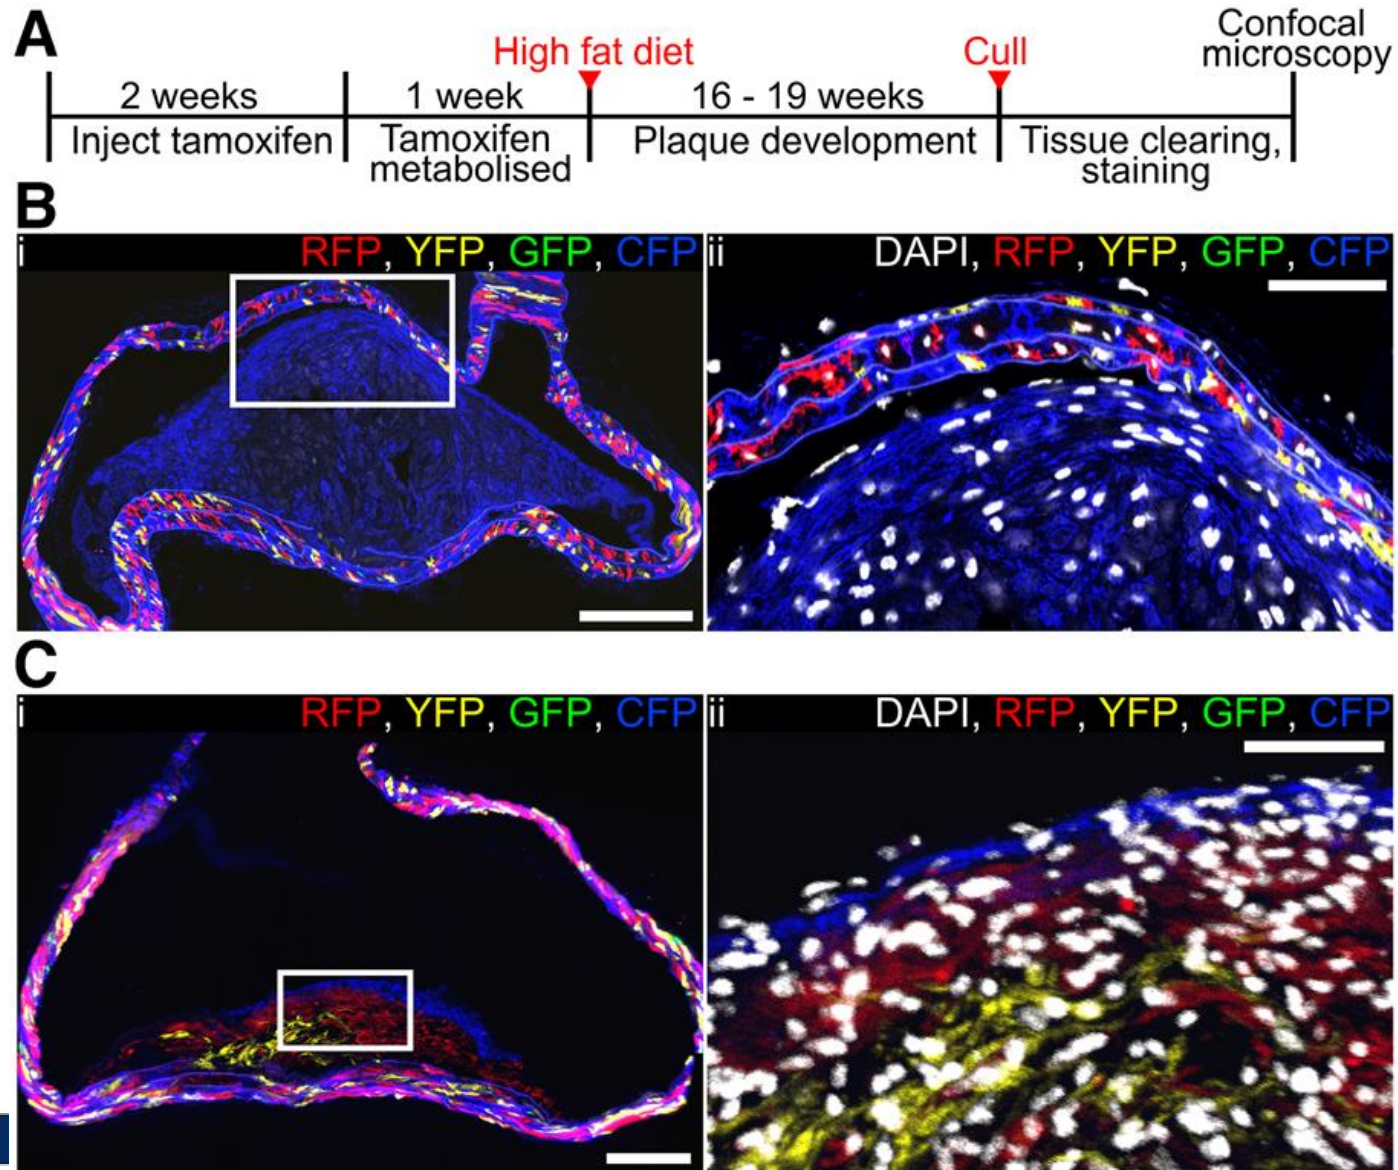 A
High fat diet
Cull
Confocal
microscopy
2 weeks
1 week
16 - 19 weeks
Inject tamoxifen
Tamoxifen
metabolised
Plaque development
Tissue clearing,
staining
B
i
RFP, YFP, GFP, CFP
ii
DAPI, RFP, YFP, GFP, CFP
C
i
RFP, YFP, GFP, CFP
ii
DAPI, RFP, YFP, GFP, CFP